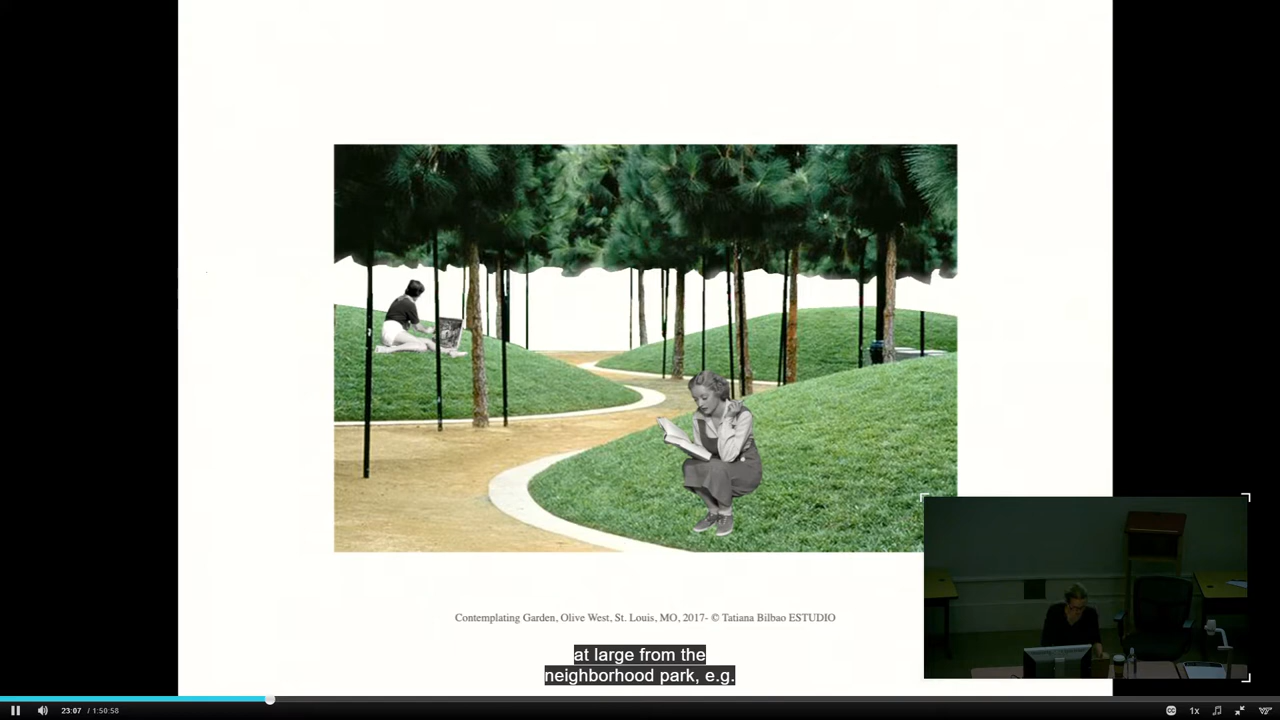 Contemplating Garden, Olive West, St. Louis, MO, 2017- © Tatiana Bilbao ESTUDIO
at large from the
neighborhood park, e.g.
23:07 / 1:50:58
CC
1x